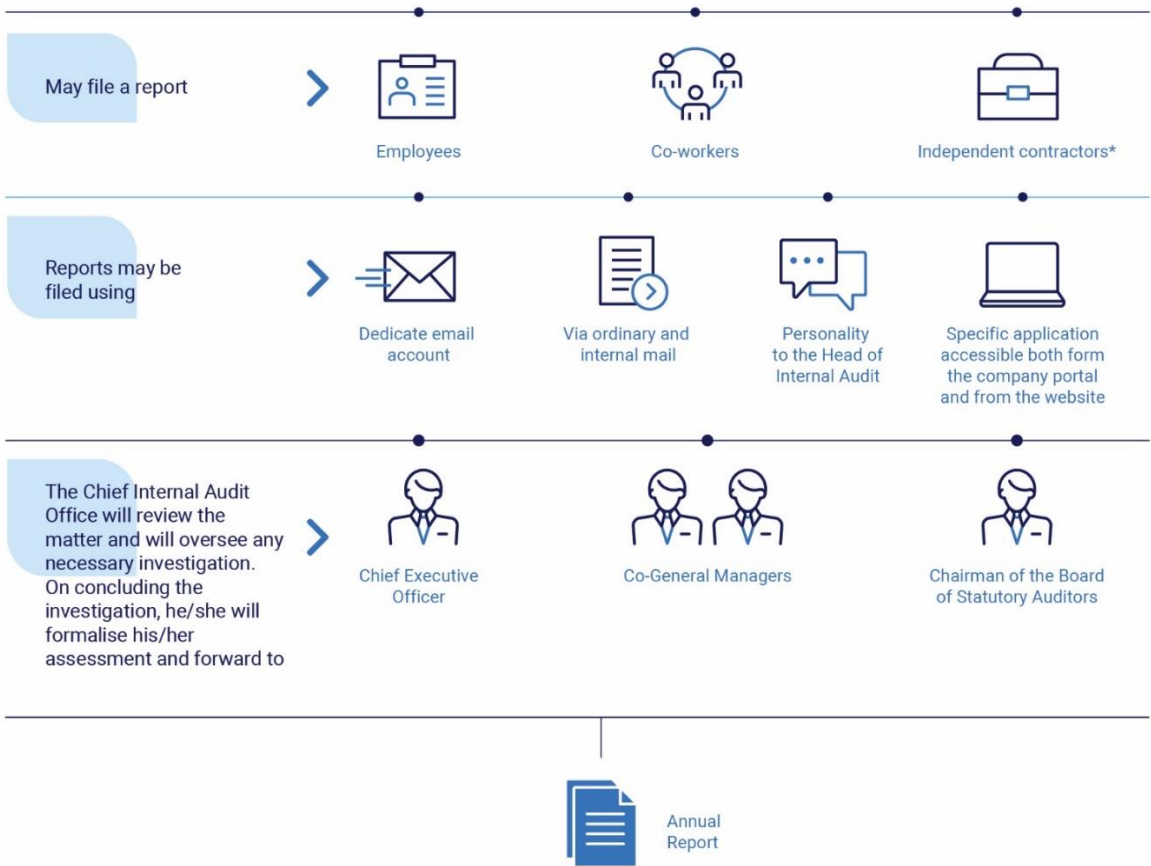 May file a report
Employees
Co-workers
Independent contractors*
Reports may be
filed using
Dedicate email
account
Via ordinary and
internal mail
Personality
to the Head of
Internal Audit
Specific application
accessible both form
the company portal
and from the website
The Chief Internal Audit
Office will review the
matter and will oversee any
necessary investigation.
On concluding the
investigation, he/she will
formalise his/her
assessment and forward to
Chief Executive
Officer
Co-General Managers
Chairman of the Board
of Statutory Auditors
Annual
Report